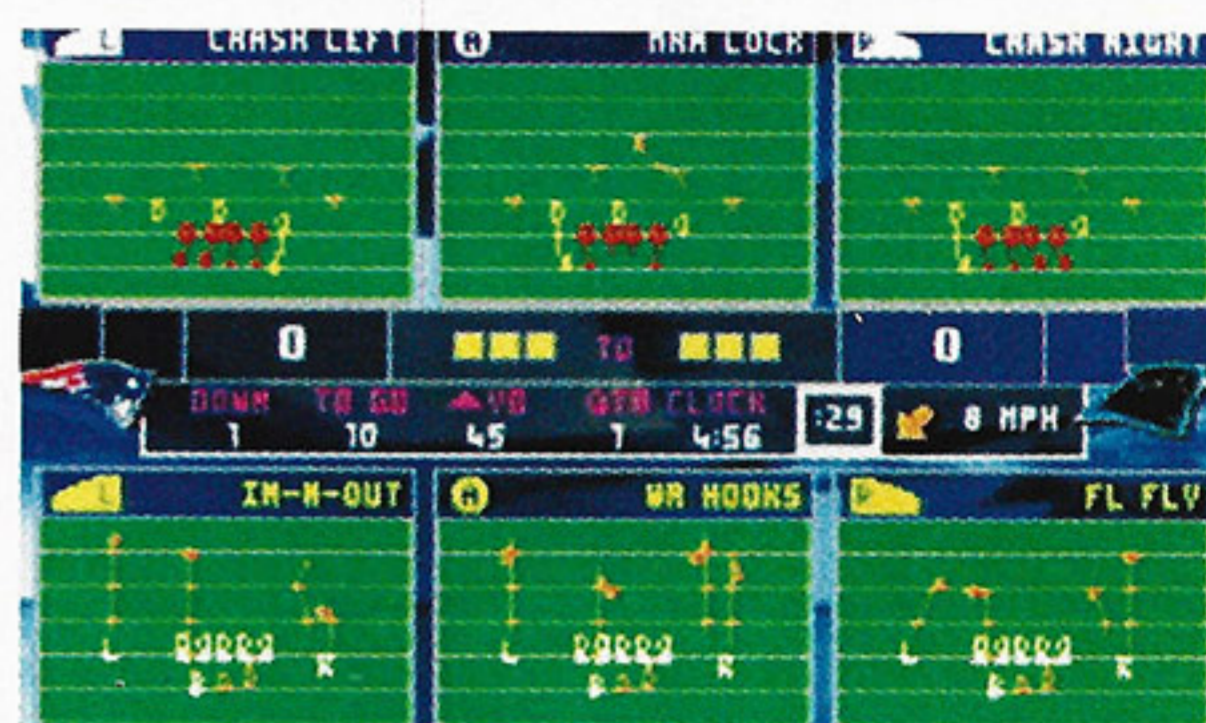 L CRASH LEFT
A MAN LOCK
CRASH RIGHT
0 TO 0
DOWN TO GO YD QTR CLOCK
1 10 45 1 4:56 :29 8 MPH
L IN-N-OUT
A WR HOOKS
FL FLY
L R
L R
L R